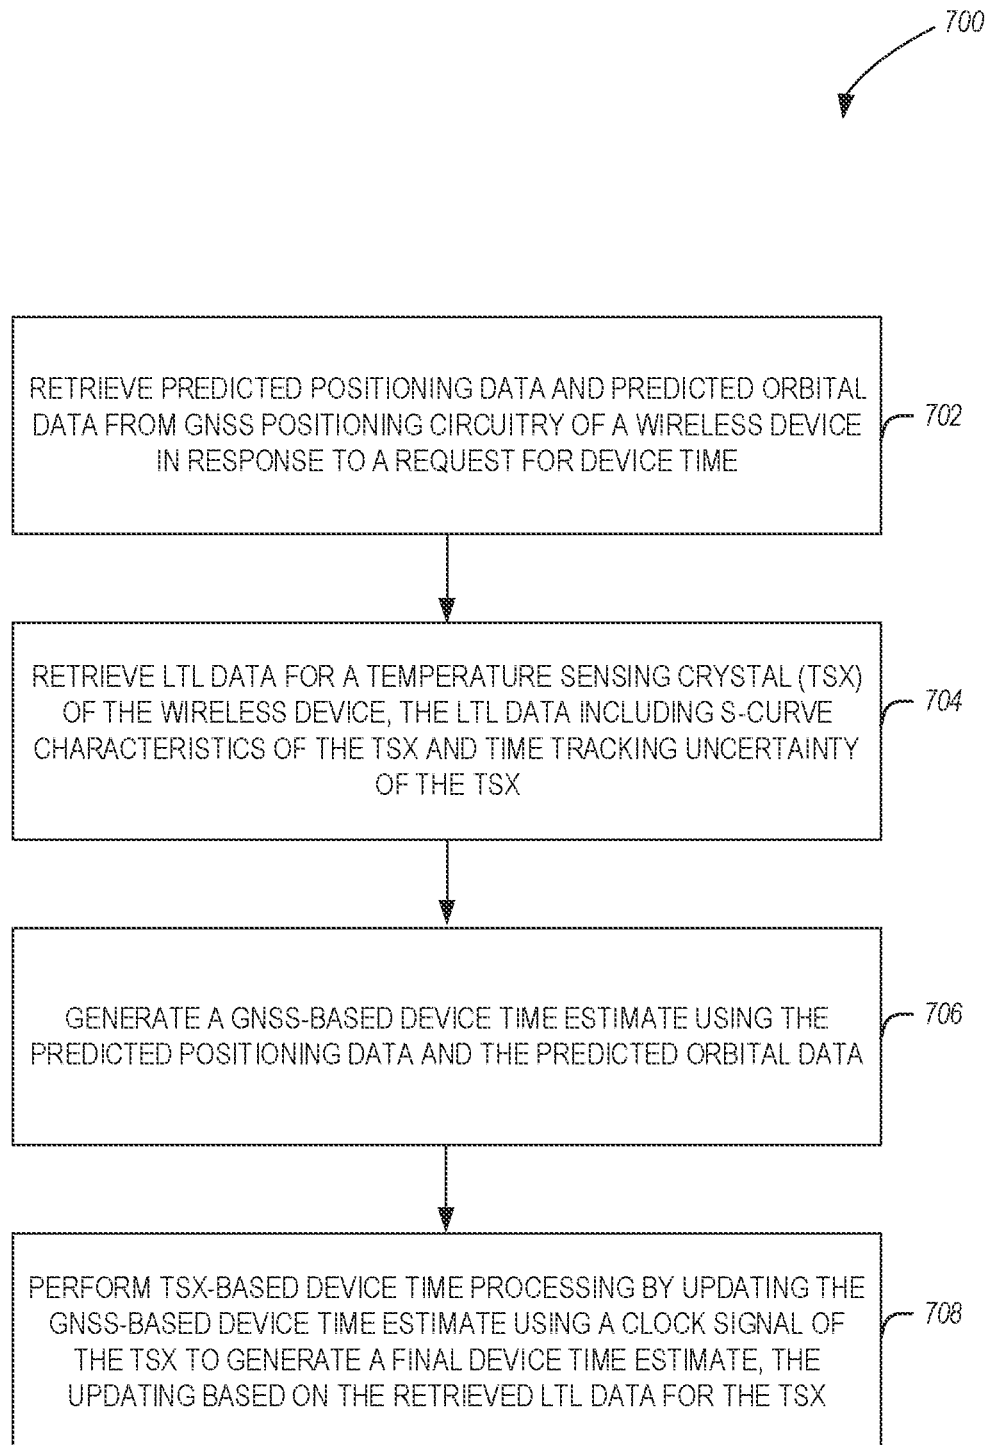 700
RETRIEVE PREDICTED POSITIONING DATA AND PREDICTED ORBITAL
DATA FROM GNSS POSITIONING CIRCUITRY OF A WIRELESS DEVICE
IN RESPONSE TO A REQUEST FOR DEVICE TIME
702
RETRIEVE LTL DATA FOR A TEMPERATURE SENSING CRYSTAL (TSX)
OF THE WIRELESS DEVICE, THE LTL DATA INCLUDING S-CURVE
CHARACTERISTICS OF THE TSX AND TIME TRACKING UNCERTAINTY
OF THE TSX
704
GENERATE A GNSS-BASED DEVICE TIME ESTIMATE USING THE
PREDICTED POSITIONING DATA AND THE PREDICTED ORBITAL DATA
706
PERFORM TSX-BASED DEVICE TIME PROCESSING BY UPDATING THE
GNSS-BASED DEVICE TIME ESTIMATE USING A CLOCK SIGNAL OF
THE TSX TO GENERATE A FINAL DEVICE TIME ESTIMATE, THE
UPDATING BASED ON THE RETRIEVED LTL DATA FOR THE TSX
708